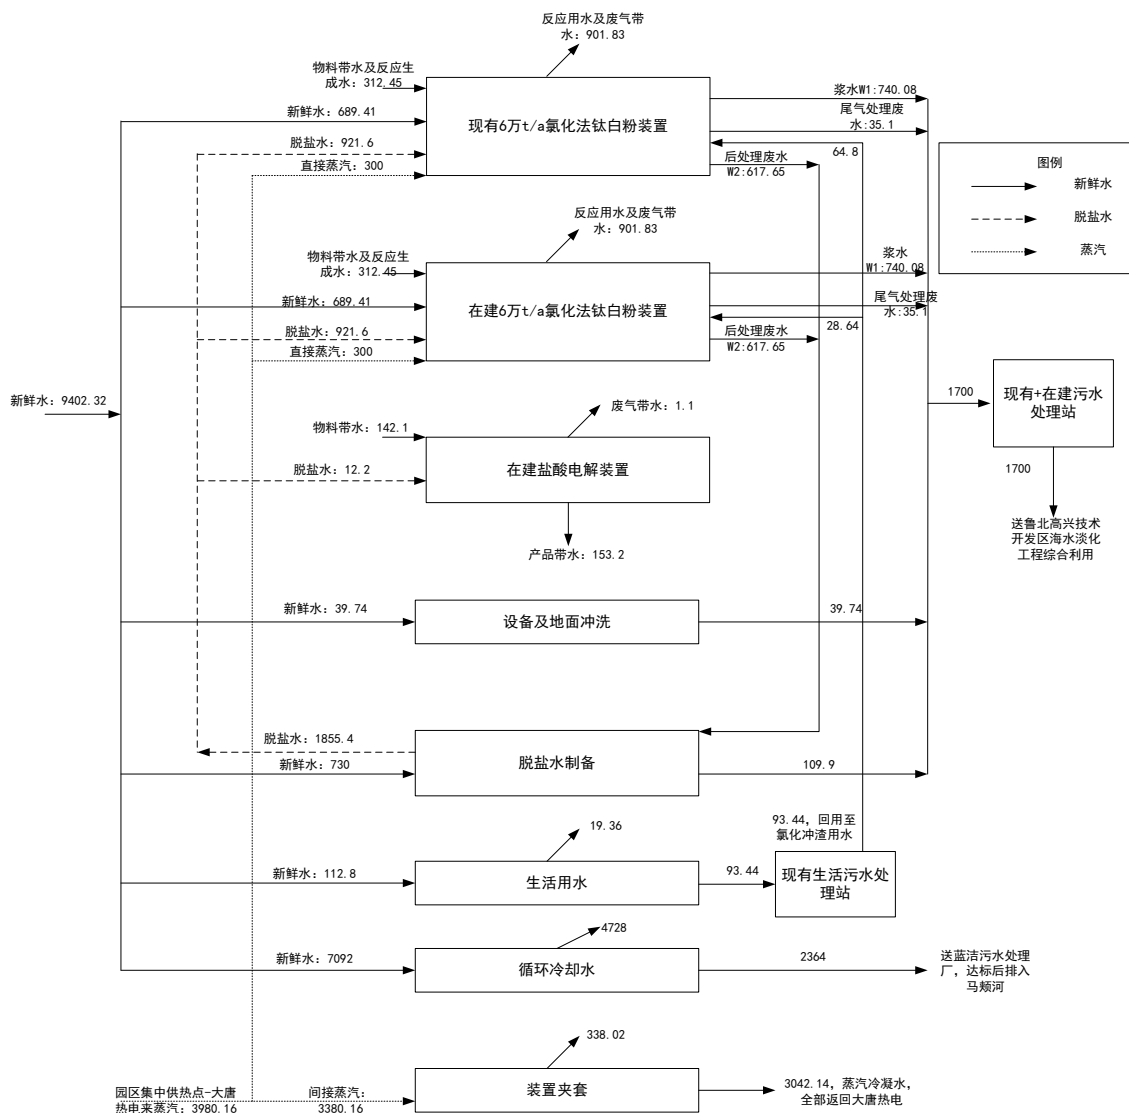 反应用水及废气带
水：901.83
物料带水及反应生
成水：312.45
新鲜水：689.41
脱盐水：921.6
直接蒸汽：300
现有6万t/a氯化法钛白粉装置
浆水W1:740.08
尾气处理废
水:35.1
64.8
后处理废水
W2:617.65
图例
新鲜水
脱盐水
蒸汽
反应用水及废气带
水：901.83
物料带水及反应生
成水：312.45
新鲜水：689.41
脱盐水：921.6
直接蒸汽：300
在建6万t/a氯化法钛白粉装置
浆水
W1:740.08
尾气处理废
水:35.1
28.64
后处理废水
W2:617.65
新鲜水：9402.32
1700
现有+在建污水
处理站
1700
送鲁北高兴技术
开发区海水淡化
工程综合利用
废气带水：1.1
物料带水：142.1
脱盐水：12.2
在建盐酸电解装置
产品带水：153.2
新鲜水：39.74
设备及地面冲洗
39.74
脱盐水：1855.4
新鲜水：730
脱盐水制备
109.9
93.44，回用至
氯化冲渣用水
19.36
新鲜水：112.8
生活用水
93.44
现有生活污水处
理站
4728
新鲜水：7092
循环冷却水
2364
送蓝洁污水处理
厂，达标后排入
马颊河
338.02
园区集中供热点-大唐
热电来蒸汽：3980.16
间接蒸汽：
3380.16
装置夹套
3042.14，蒸汽冷凝水，
全部返回大唐热电